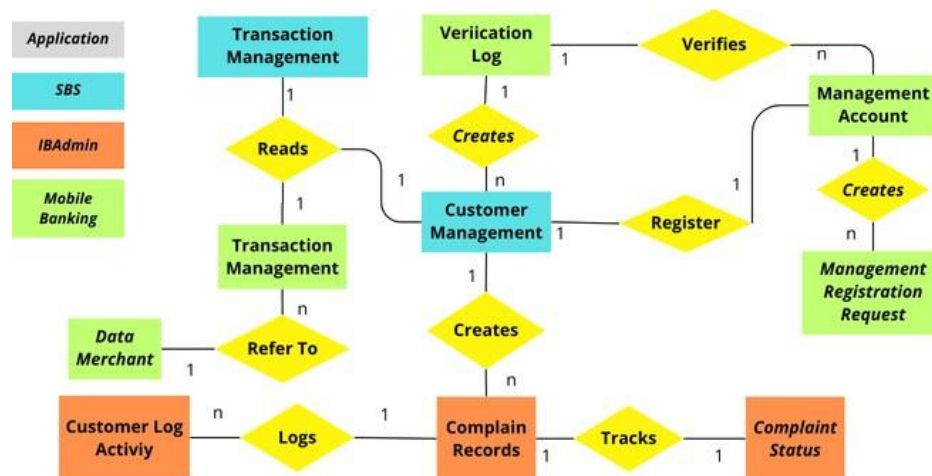 Application
SBS
IBAdmin
Mobile
Banking
Transaction
Management
1
Reads
1
1
Transaction
Management
n
Refer To
1
Data
Merchant
Veriication
Log
1
Verifies
n
1
Creates
n
Customer
Management
1
Register
1
Management
Account
1
Creates
n
Management
Registration
Request
1
Creates
n
Customer Log
Activiy
n
Logs
1
Complain
Records
1
Tracks
1
Complaint
Status